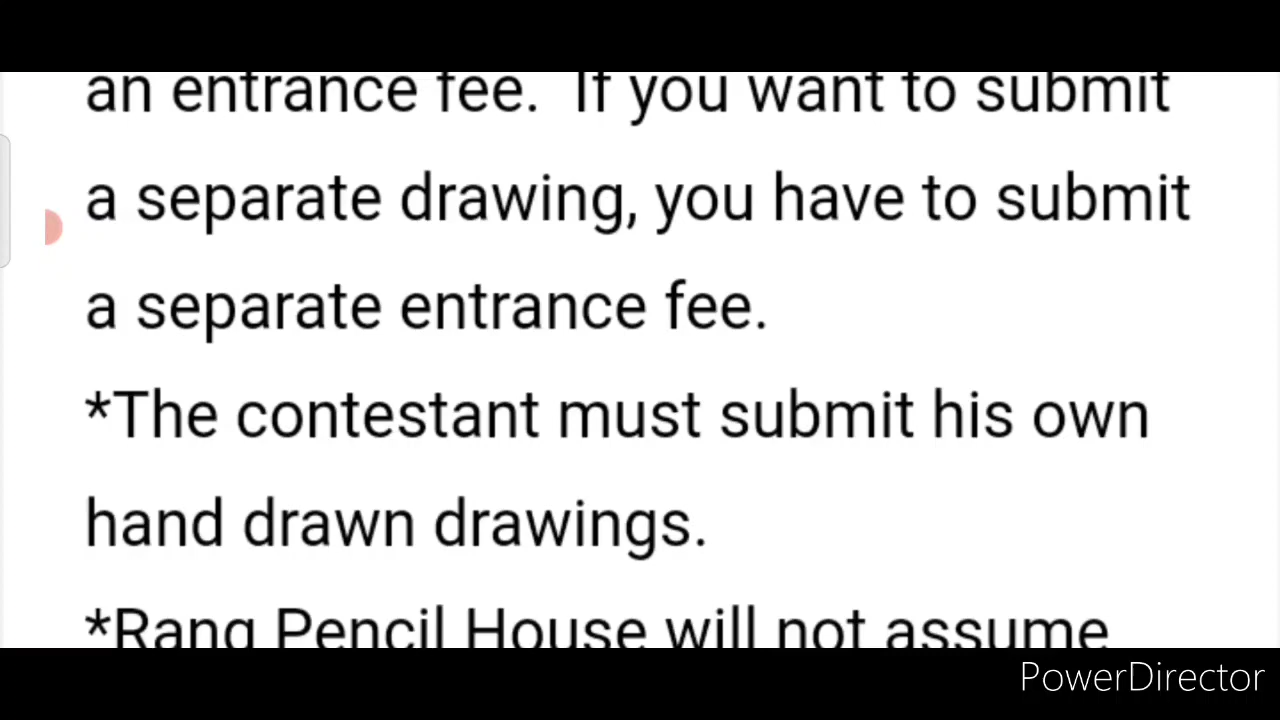 an entrance fee.  If you want to submit
a separate drawing, you have to submit
a separate entrance fee.
*The contestant must submit his own
hand drawn drawings.
*Rang Pencil House will not assume
PowerDirector